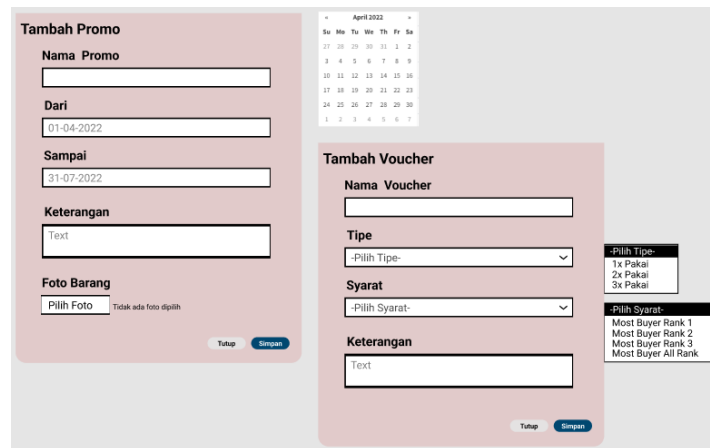 Tambah Promo
Nama Promo
Dari
01-04-2022
Sampai
31-07-2022
Keterangan
Text
Foto Barang
Pilih Foto Tidak ada foto dipilih
Tutup Simpan
« April 2022 »
Su Mo Tu We Th Fr Sa
27 28 29 30 31 1 2
3 4 5 6 7 8 9
10 11 12 13 14 15 16
17 18 19 20 21 22 23
24 25 26 27 28 29 30
1 2 3 4 5 6 7
Tambah Voucher
Nama Voucher
Tipe
-Pilih Tipe-
Syarat
-Pilih Syarat-
Keterangan
Text
Tutup Simpan
-Pilih Tipe-
1x Pakai
2x Pakai
3x Pakai
-Pilih Syarat-
Most Buyer Rank 1
Most Buyer Rank 2
Most Buyer Rank 3
Most Buyer All Rank